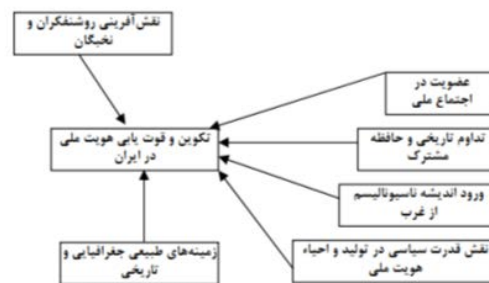 نقش‌آفرینی روشنفکران و
نخبگان
عضویت در
اجتماع ملی
تکوین و قوت یابی هویت ملی
در ایران
تداوم تاریخی و حافظه
مشترک
ورود اندیشه ناسیونالیسم
از غرب
زمینه‌های طبیعی جغرافیایی و
تاریخی
نقش قدرت سیاسی در تولید و احیاء
هویت ملی